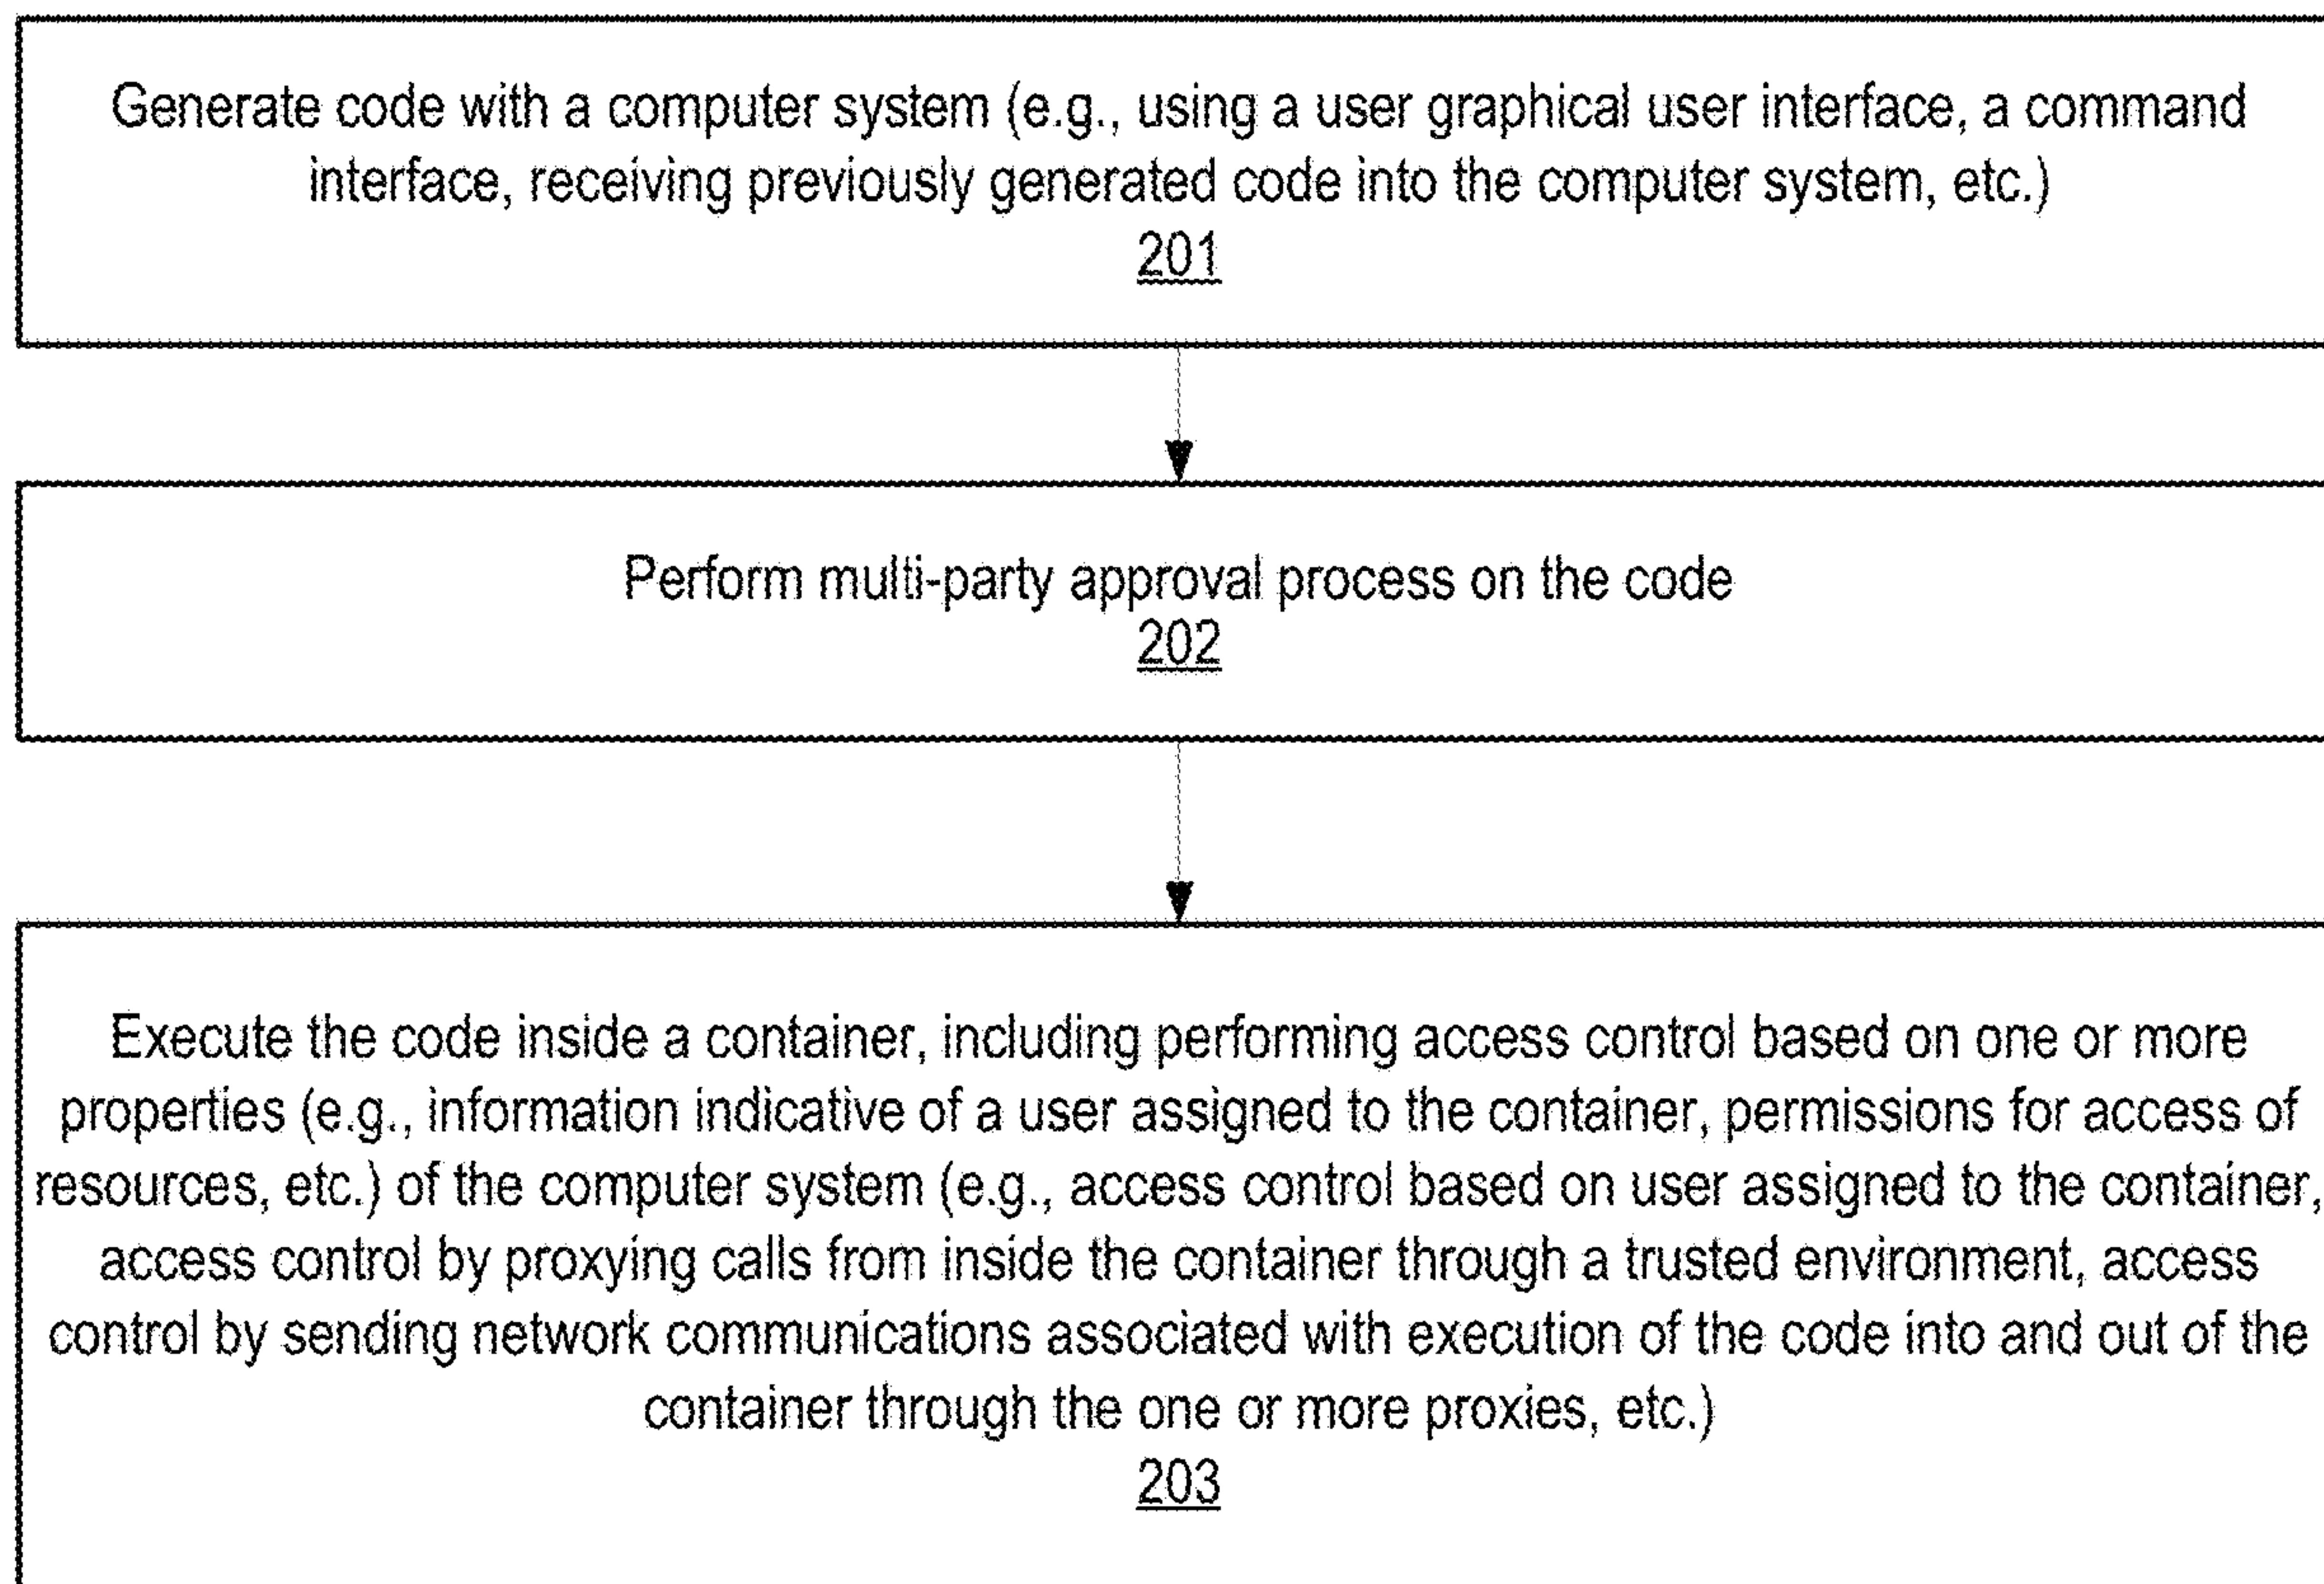 Generate code with a computer system (e.g., using a user graphical user interface, a command
interface, receiving previously generated code into the computer system, etc.)
201
Perform multi-party approval process on the code
202
Execute the code inside a container, including performing access control based on one or more
properties (e.g., information indicative of a user assigned to the container, permissions for access of
resources, etc.) of the computer system (e.g., access control based on user assigned to the container,
access control by proxying calls from inside the container through a trusted environment, access
control by sending network communications associated with execution of the code into and out of the
container through the one or more proxies, etc.)
203